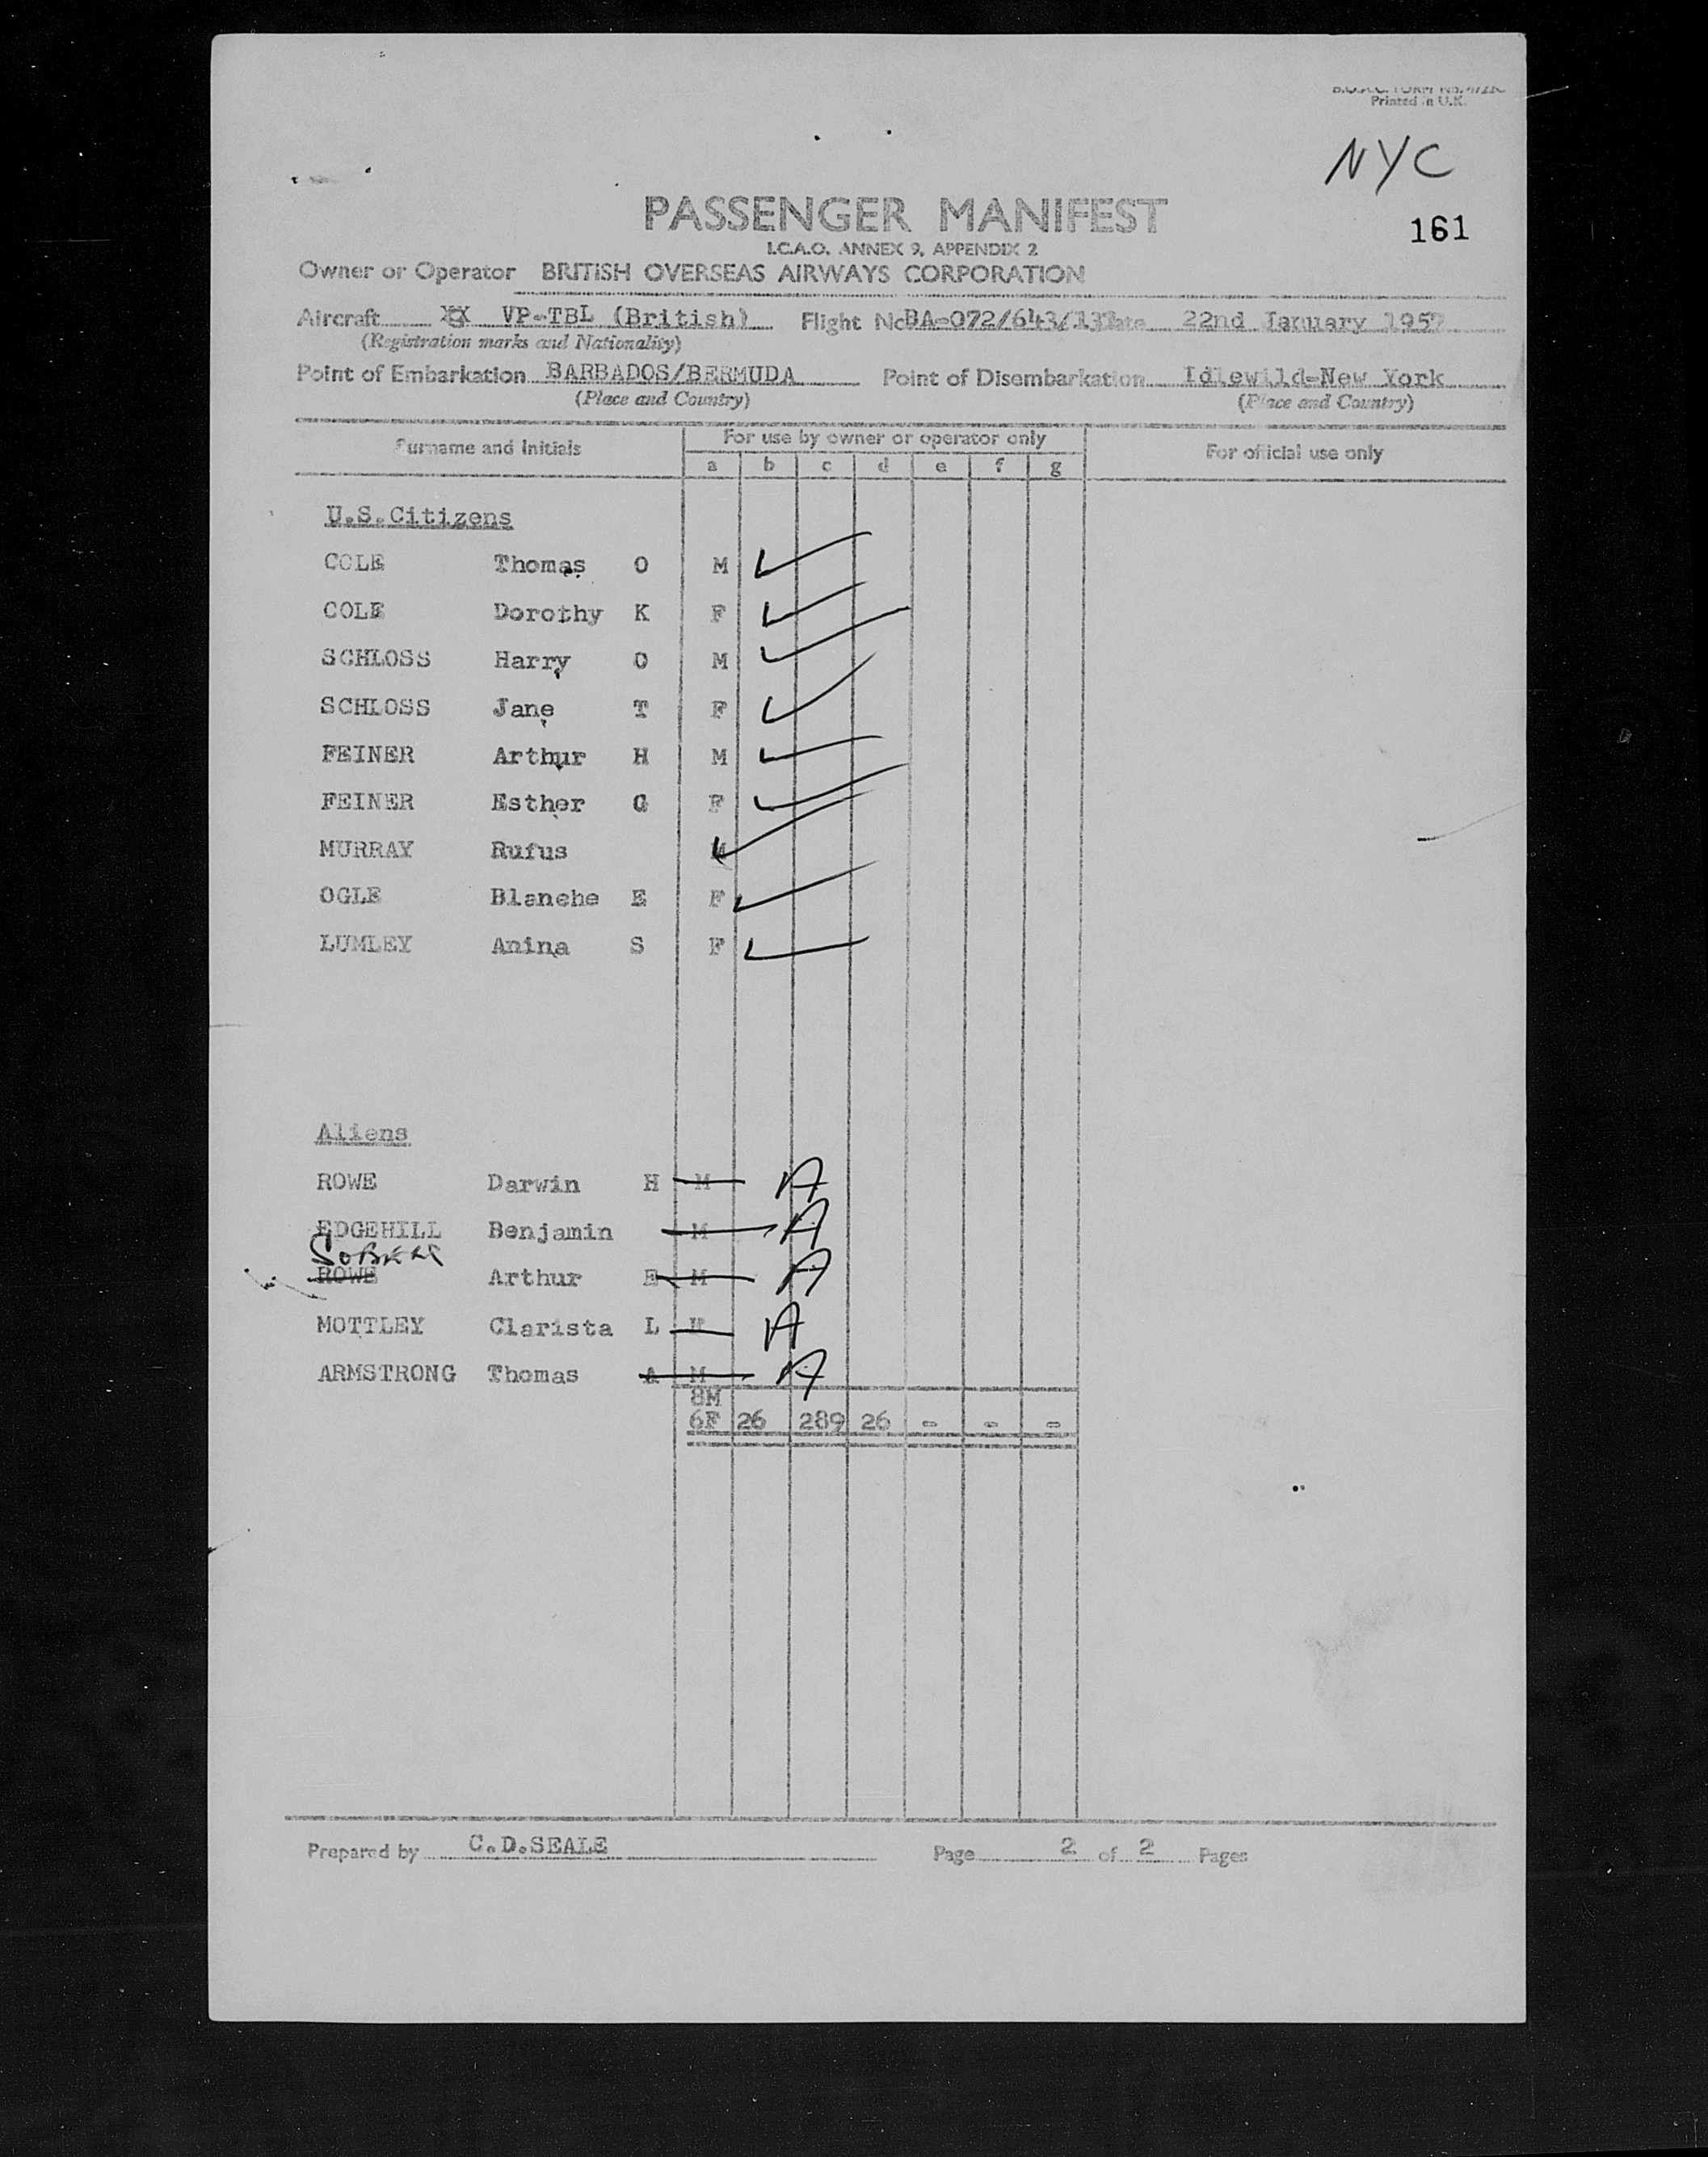 Printed in U.K.
NYC
PASSENGER MANIFEST
161
I.C.A.O. ANNEX 9, APPENDIX 2
Owner or Operator BRITISH OVERSEAS AIRWAYS CORPORATION
Aircraft VP-TBL (British) Flight No BA-072/643/137 Date 22nd January 1957
(Registration marks and Nationality)
Point of Embarkation BARBADOS/BERMUDA Point of Disembarkation Idlewild-New York
(Place and Country) (Place and Country)
Surname and Initials For use by owner or operator only For official use only
a b c d e f g
U.S.Citizens
COLE Thomas O M
COLE Dorothy K F
SCHLOSS Harry O M
SCHLOSS Jane T F
FEINER Arthur H M
FEINER Esther G F
MURRAY Rufus M
OGLE Blanche E F
LUMLEY Anina S F
Aliens
ROWE Darwin H M A
EDGEHILL Benjamin M A
ROWE Arthur E M A
MOTTLEY Clarista L F A
ARMSTRONG Thomas A M A
8M
6F 26 289 26 - - -
Prepared by C.D.SEALE Page 2 of 2 Pages